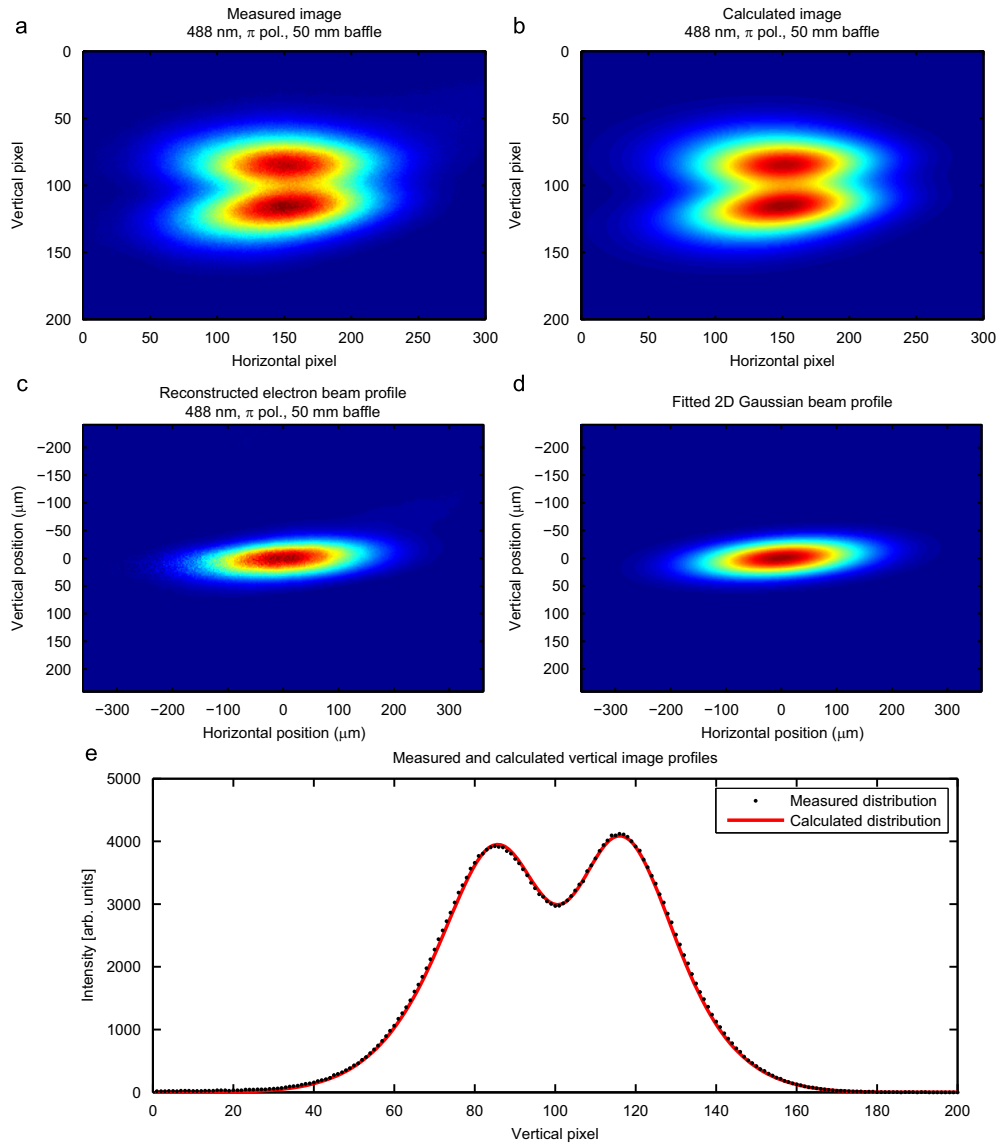 a
Measured image
488 nm, π pol., 50 mm baffle
0
50
100
150
200
Vertical pixel
0 50 100 150 200 250 300
Horizontal pixel
b
Calculated image
488 nm, π pol., 50 mm baffle
0
50
100
150
200
Vertical pixel
0 50 100 150 200 250 300
Horizontal pixel
c
Reconstructed electron beam profile
488 nm, π pol., 50 mm baffle
−200
−150
−100
−50
0
50
100
150
200
Vertical position (μm)
−300 −200 −100 0 100 200 300
Horizontal position (μm)
d
Fitted 2D Gaussian beam profile
−200
−150
−100
−50
0
50
100
150
200
Vertical position (μm)
−300 −200 −100 0 100 200 300
Horizontal position (μm)
e
Measured and calculated vertical image profiles
5000
4000
3000
2000
1000
0
Intensity [arb. units]
Measured distribution
Calculated distribution
0 20 40 60 80 100 120 140 160 180 200
Vertical pixel